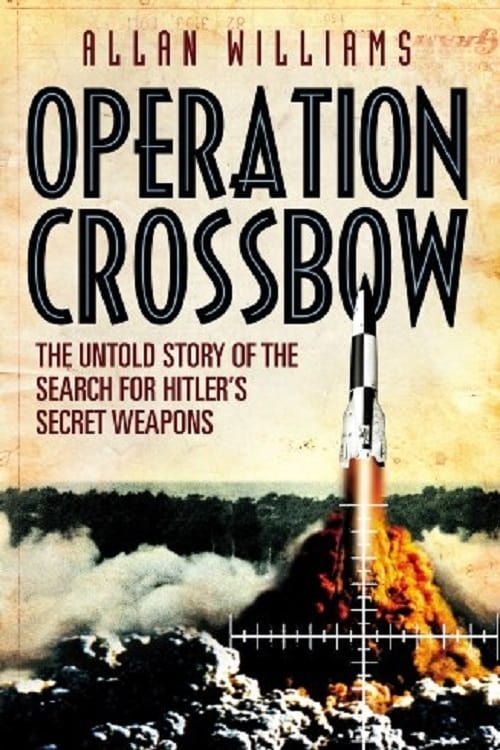 ALLAN WILLIAMS
OPERATION
CROSSBOW
THE UNTOLD STORY OF THE
SEARCH FOR HITLER'S
SECRET WEAPONS